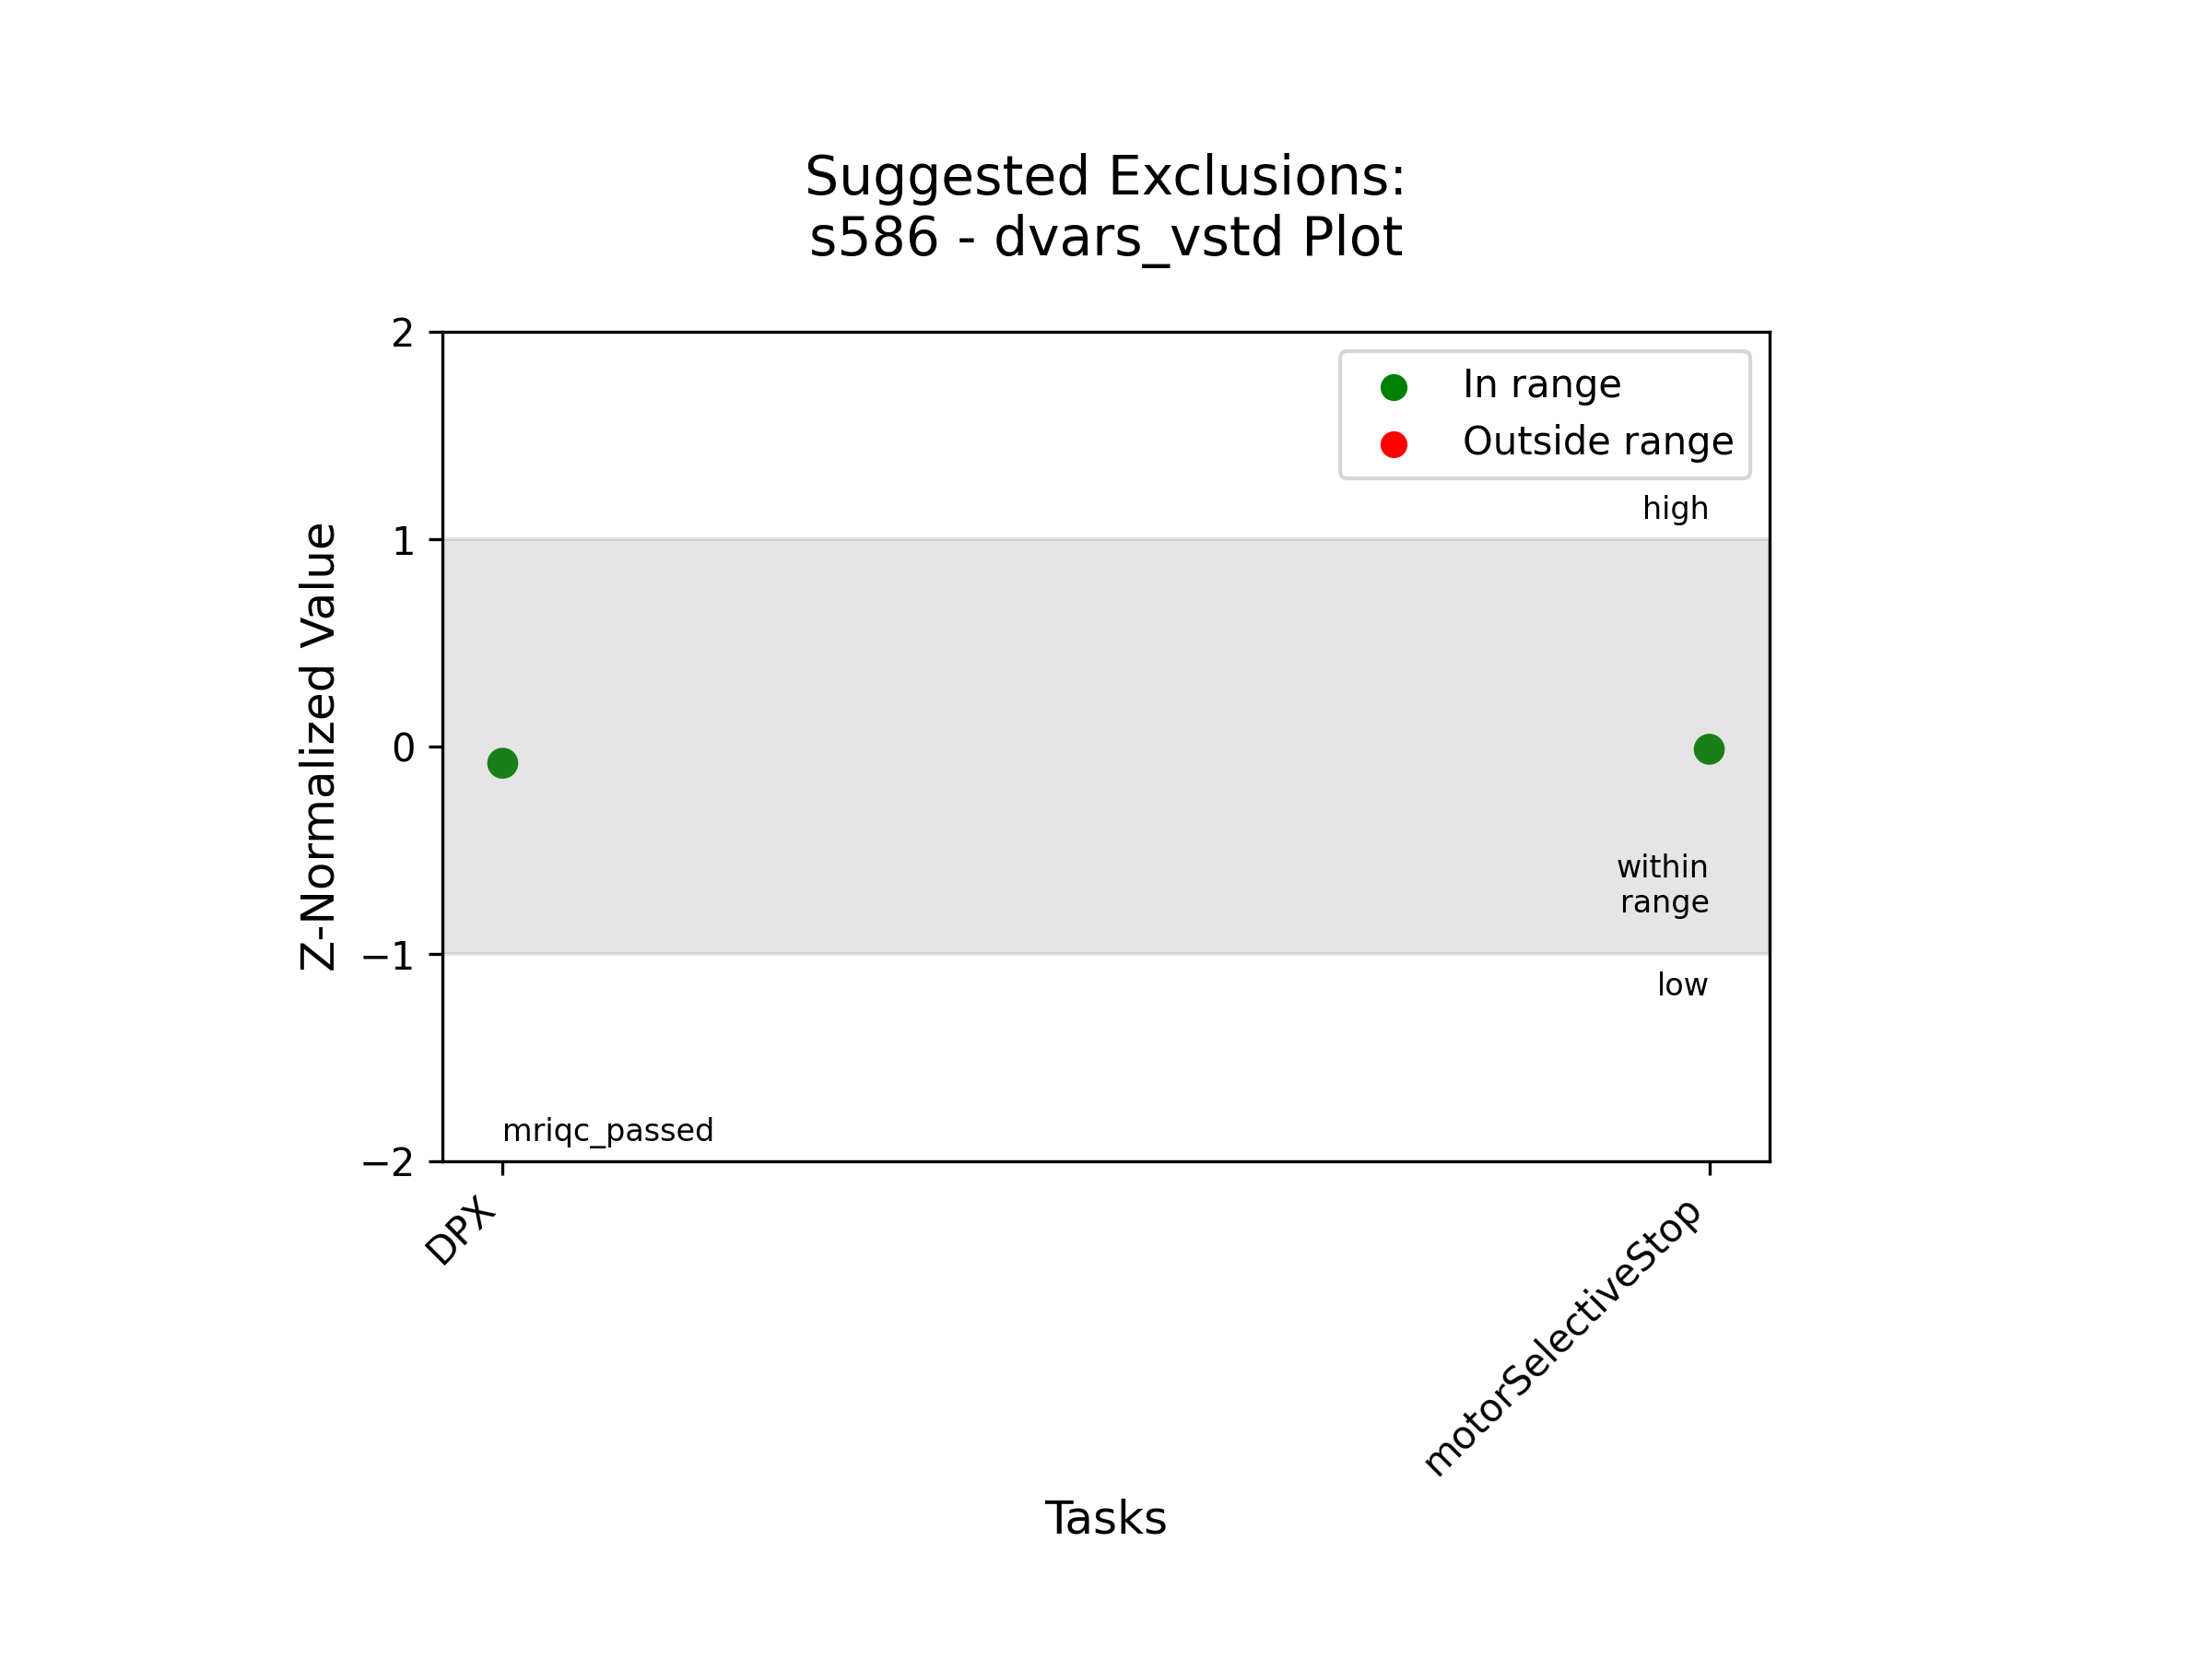 Suggested Exclusions:
s586 - dvars_vstd Plot
2
In range
Outside range
high
1
Z-Normalized Value
0
within
range
−1
low
mriqc_passed
−2
DPX
motorSelectiveStop
Tasks